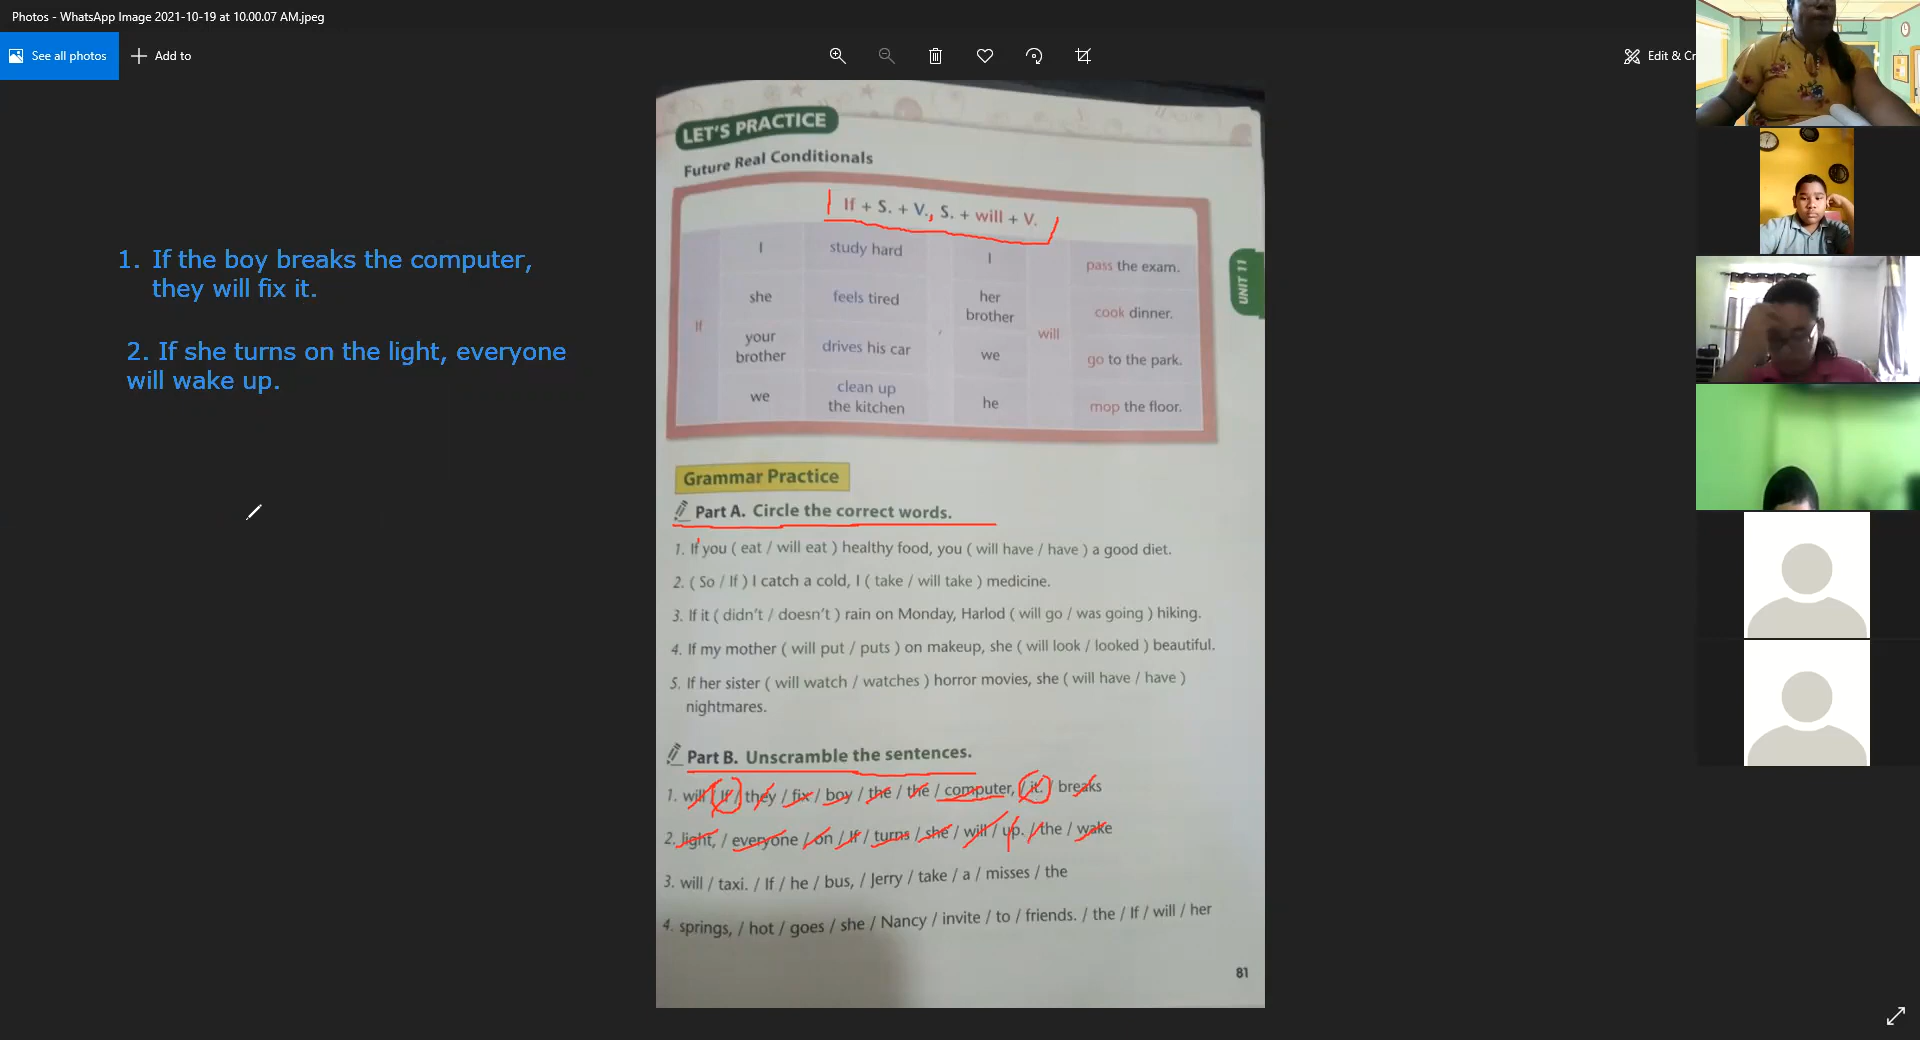 Photos - WhatsApp Image 2021-10-19 at 10.00.07 AM.jpeg
See all photos
Add to
Edit & Cr
1. If the boy breaks the computer,
they will fix it.
2. If she turns on the light, everyone
will wake up.
LET'S PRACTICE
Future Real Conditionals
If + S. + V., S. + will + V.
I study hard I pass the exam.
she feels tired her brother cook dinner.
If will
your brother drives his car , we go to the park.
we clean up the kitchen he mop the floor.
UNIT 11
Grammar Practice
Part A. Circle the correct words.
1. If you ( eat / will eat ) healthy food, you ( will have / have ) a good diet.
2. ( So / If ) I catch a cold, I ( take / will take ) medicine.
3. If it ( didn't / doesn't ) rain on Monday, Harlod ( will go / was going ) hiking.
4. If my mother ( will put / puts ) on makeup, she ( will look / looked ) beautiful.
5. If her sister ( will watch / watches ) horror movies, she ( will have / have )
nightmares.
Part B. Unscramble the sentences.
1. will / If / they / fix / boy / the / the / computer, / it. / breaks
2. light, / everyone / on / If / turns / she / will / up. / the / wake
3. will / taxi. / If / he / bus, / Jerry / take / a / misses / the
4. springs, / hot / goes / she / Nancy / invite / to / friends. / the / If / will / her
81